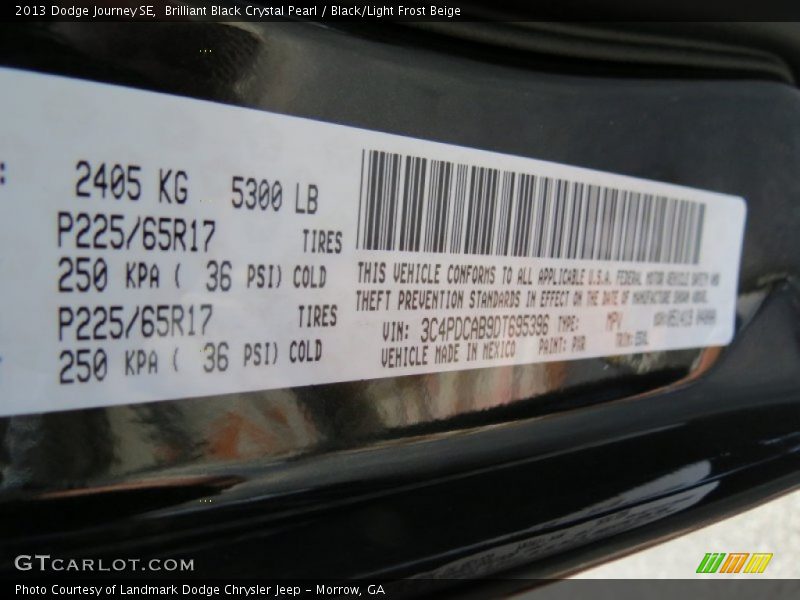 2013 Dodge Journey SE,  Brilliant Black Crystal Pearl / Black/Light Frost Beige
:
2405 KG 5300 LB
P225/65R17 TIRES
250 KPA ( 36 PSI) COLD
P225/65R17 TIRES
250 KPA ( 36 PSI) COLD
THIS VEHICLE CONFORMS TO ALL APPLICABLE U.S.A. FEDERAL MOTOR VEHICLE SAFETY AND
THEFT PREVENTION STANDARDS IN EFFECT ON THE DATE OF MANUFACTURE SHOWN ABOVE.
VIN: 3C4PDCAB9DT695396 TYPE: MPV
VEHICLE MADE IN MEXICO PAINT: PXR TRIM:
GTCARLOT.COM
Photo Courtesy of Landmark Dodge Chrysler Jeep – Morrow, GA